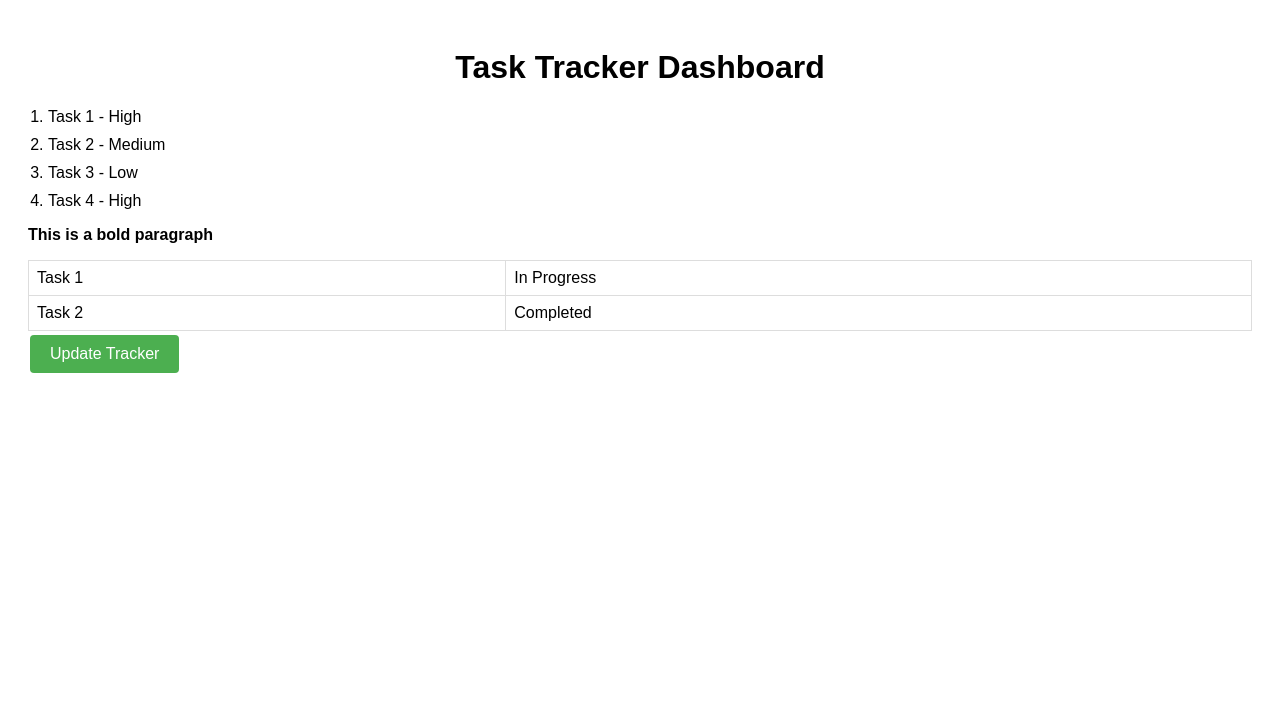 Task Tracker Dashboard
1. Task 1 - High
2. Task 2 - Medium
3. Task 3 - Low
4. Task 4 - High
This is a bold paragraph
Task 1 In Progress
Task 2 Completed
Update Tracker